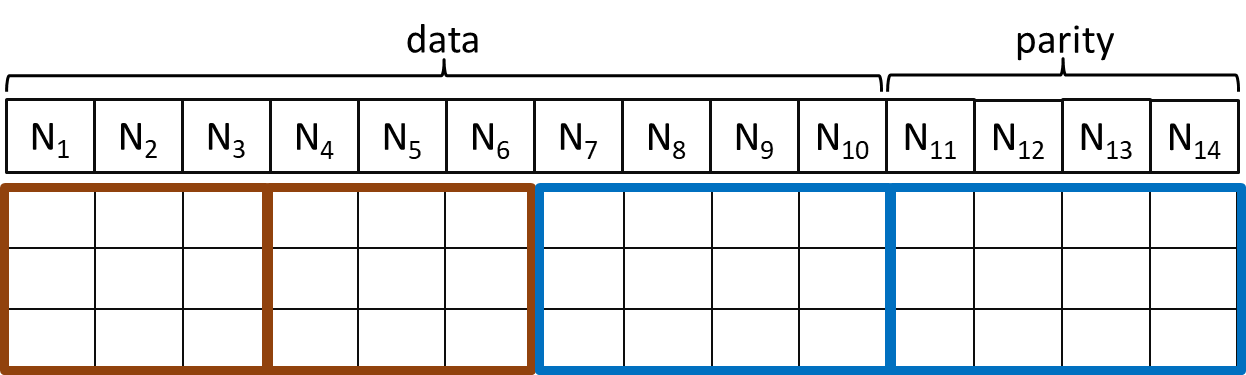 data parity
N₁ N₂ N₃ N₄ N₅ N₆ N₇ N₈ N₉ N₁₀ N₁₁ N₁₂ N₁₃ N₁₄